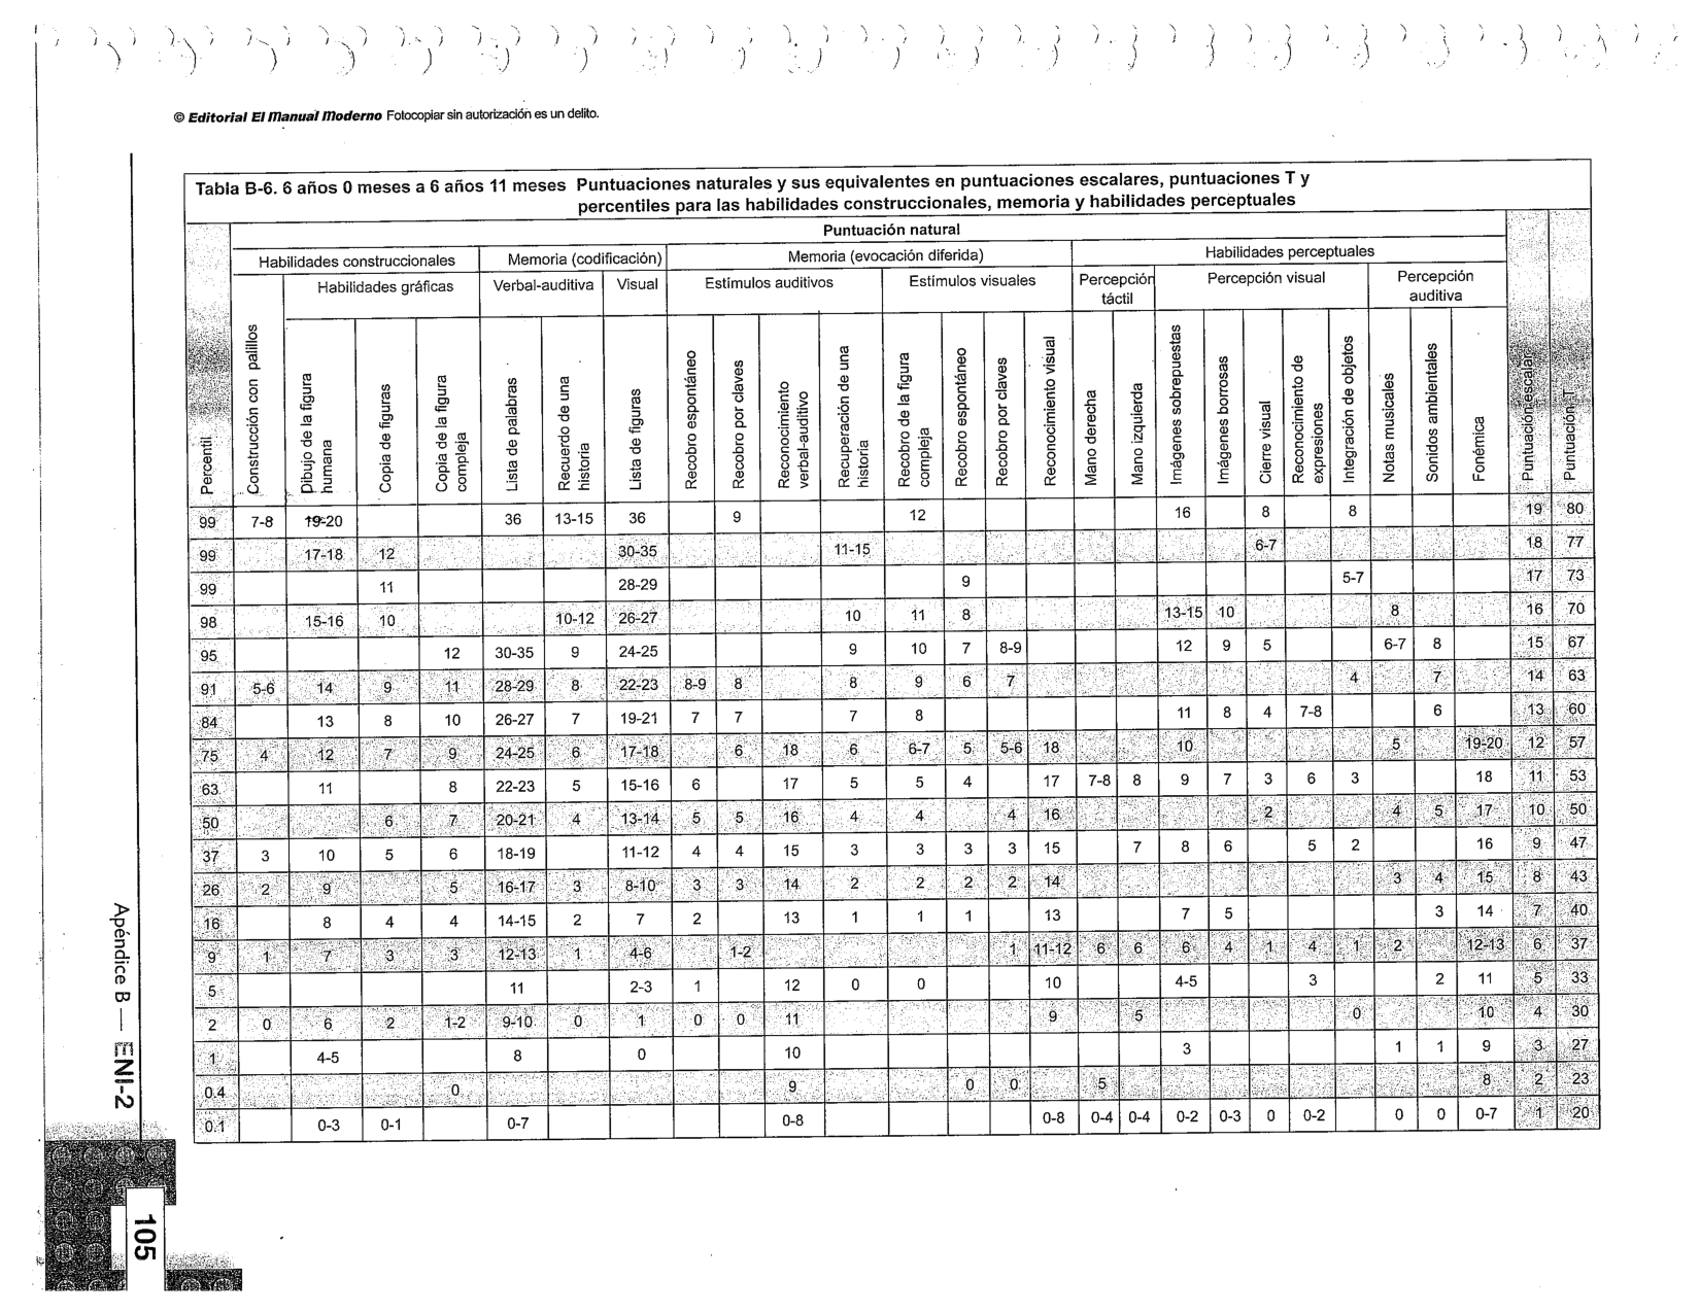 © Editorial El Manual Moderno Fotocopiar sin autorización es un delito.
Tabla B-6. 6 años 0 meses a 6 años 11 meses Puntuaciones naturales y sus equivalentes en puntuaciones escalares, puntuaciones T y
percentiles para las habilidades construccionales, memoria y habilidades perceptuales
Puntuación natural
Habilidades construccionales Memoria (codificación) Memoria (evocación diferida) Habilidades perceptuales
Habilidades gráficas Verbal-auditiva Visual Estímulos auditivos Estímulos visuales Percepción táctil Percepción visual Percepción auditiva
Percentil Construcción con palillos Dibujo de la figura humana Copia de figuras Copia de la figura compleja Lista de palabras Recuerdo de una historia Lista de figuras Recobro espontáneo Recobro por claves Reconocimiento verbal-auditivo Recuperación de una historia Recobro de la figura compleja Recobro espontáneo Recobro por claves Reconocimiento visual Mano derecha Mano izquierda Imágenes sobrepuestas Imágenes borrosas Cierre visual Reconocimiento de expresiones Integración de objetos Notas musicales Sonidos ambientales Fonémica Puntuación escalar Puntuación T
99 7-8 19-20 36 13-15 36 9 12 16 8 8 19 80
99 17-18 12 30-35 11-15 6-7 18 77
99 11 28-29 9 5-7 17 73
98 15-16 10 10-12 26-27 10 11 8 13-15 10 8 16 70
95 12 30-35 9 24-25 9 10 7 8-9 12 9 5 6-7 8 15 67
91 5-6 14 9 11 28-29 8 22-23 8-9 8 8 9 6 7 4 7 14 63
84 13 8 10 26-27 7 19-21 7 7 7 8 11 8 4 7-8 6 13 60
75 4 12 7 9 24-25 6 17-18 6 18 6 6-7 5 5-6 18 10 5 19-20 12 57
63 11 8 22-23 5 15-16 6 17 5 5 4 17 7-8 8 9 7 3 6 3 18 11 53
50 6 7 20-21 4 13-14 5 5 16 4 4 4 16 2 4 5 17 10 50
37 3 10 5 6 18-19 11-12 4 4 15 3 3 3 3 15 7 8 6 5 2 16 9 47
26 2 9 5 16-17 3 8-10 3 3 14 2 2 2 2 14 3 4 15 8 43
16 8 4 4 14-15 2 7 2 13 1 1 1 13 7 5 3 14 7 40
9 1 7 3 3 12-13 1 4-6 1-2 1 11-12 6 6 6 4 1 4 1 2 12-13 6 37
5 11 2-3 1 12 0 0 10 4-5 3 2 11 5 33
2 0 6 2 1-2 9-10 0 1 0 0 11 9 5 0 10 4 30
1 4-5 8 0 10 3 1 1 9 3 27
0.4 0 9 0 0 5 8 2 23
0.1 0-3 0-1 0-7 0-8 0-8 0-4 0-4 0-2 0-3 0 0-2 0 0 0-7 1 20
Apéndice B — ENI-2
105